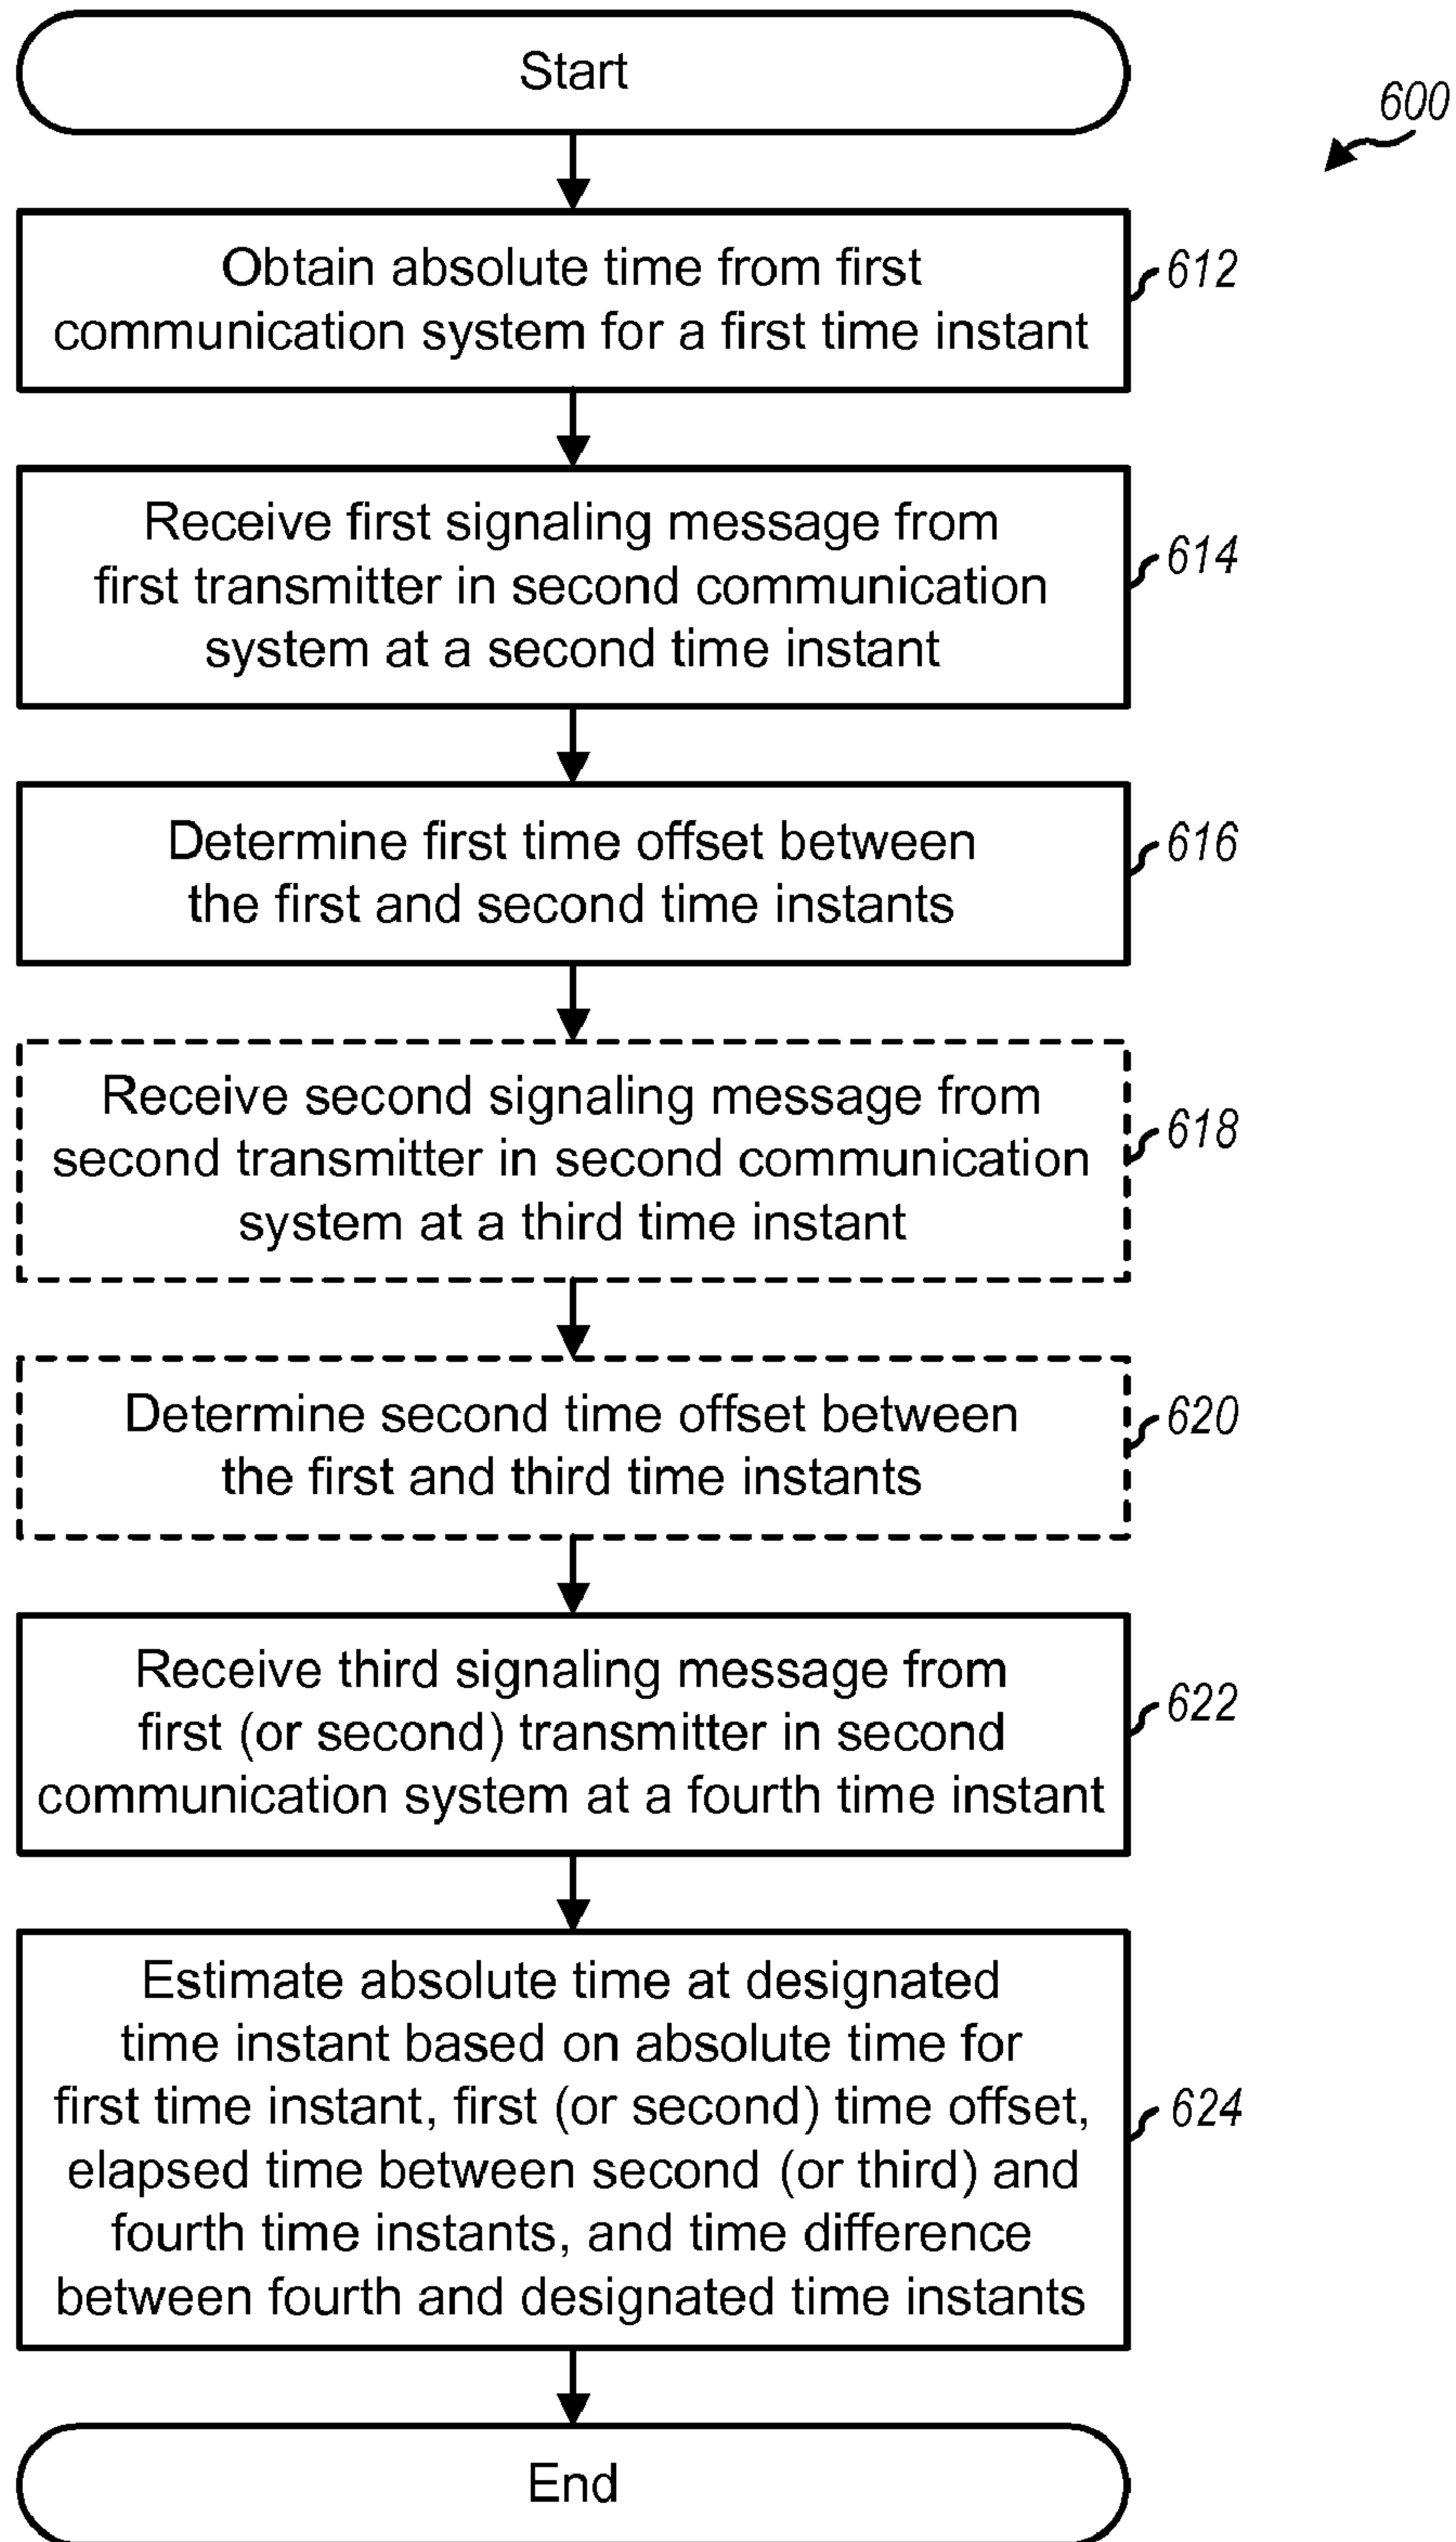 Start
600
Obtain absolute time from first
communication system for a first time instant
612
Receive first signaling message from
first transmitter in second communication
system at a second time instant
614
Determine first time offset between
the first and second time instants
616
Receive second signaling message from
second transmitter in second communication
system at a third time instant
618
Determine second time offset between
the first and third time instants
620
Receive third signaling message from
first (or second) transmitter in second
communication system at a fourth time instant
622
Estimate absolute time at designated
time instant based on absolute time for
first time instant, first (or second) time offset,
elapsed time between second (or third) and
fourth time instants, and time difference
between fourth and designated time instants
624
End